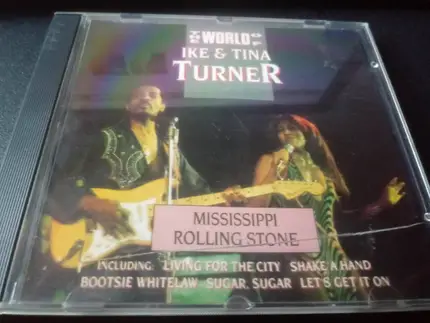 THE WORLD OF
IKE & TINA
TURNER
MISSISSIPPI
ROLLING STONE
INCLUDING: LIVING FOR THE CITY SHAKE A HAND
BOOTSIE WHITELAW SUGAR, SUGAR LET'S GET IT ON